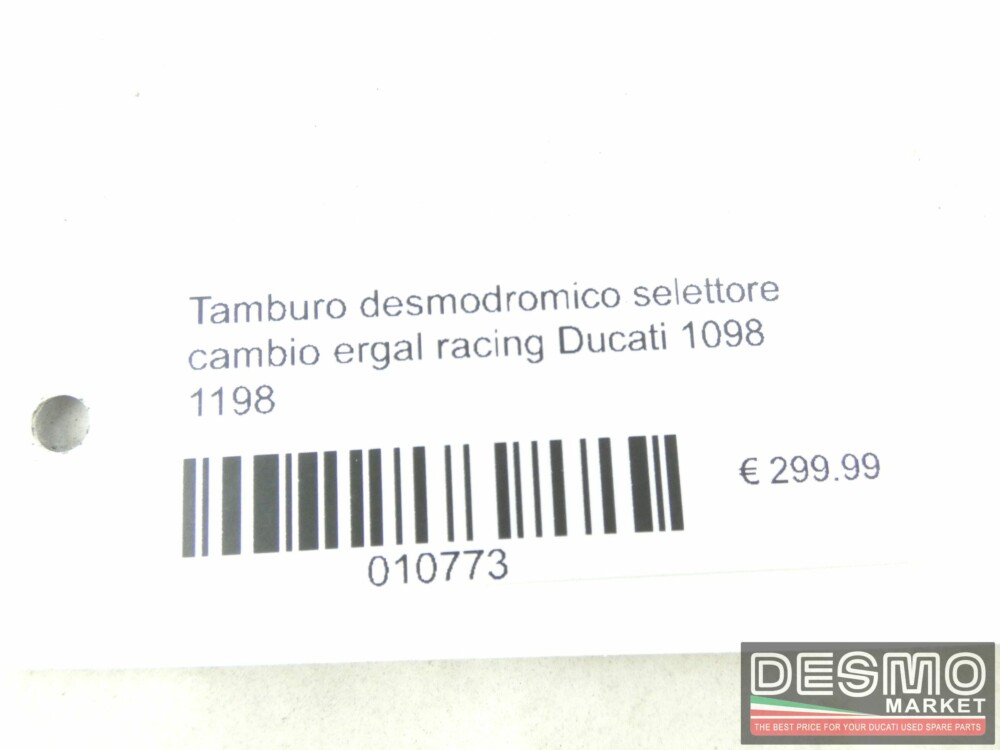 Tamburo desmodromico selettore
cambio ergal racing Ducati 1098
1198
€ 299.99
010773
DESMO
MARKET
THE BEST PRICE FOR YOUR DUCATI USED SPARE PARTS